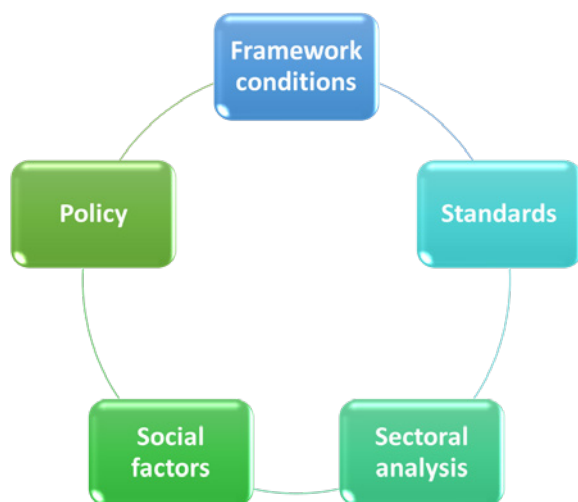 Framework
conditions
Standards
Sectoral
analysis
Social
factors
Policy